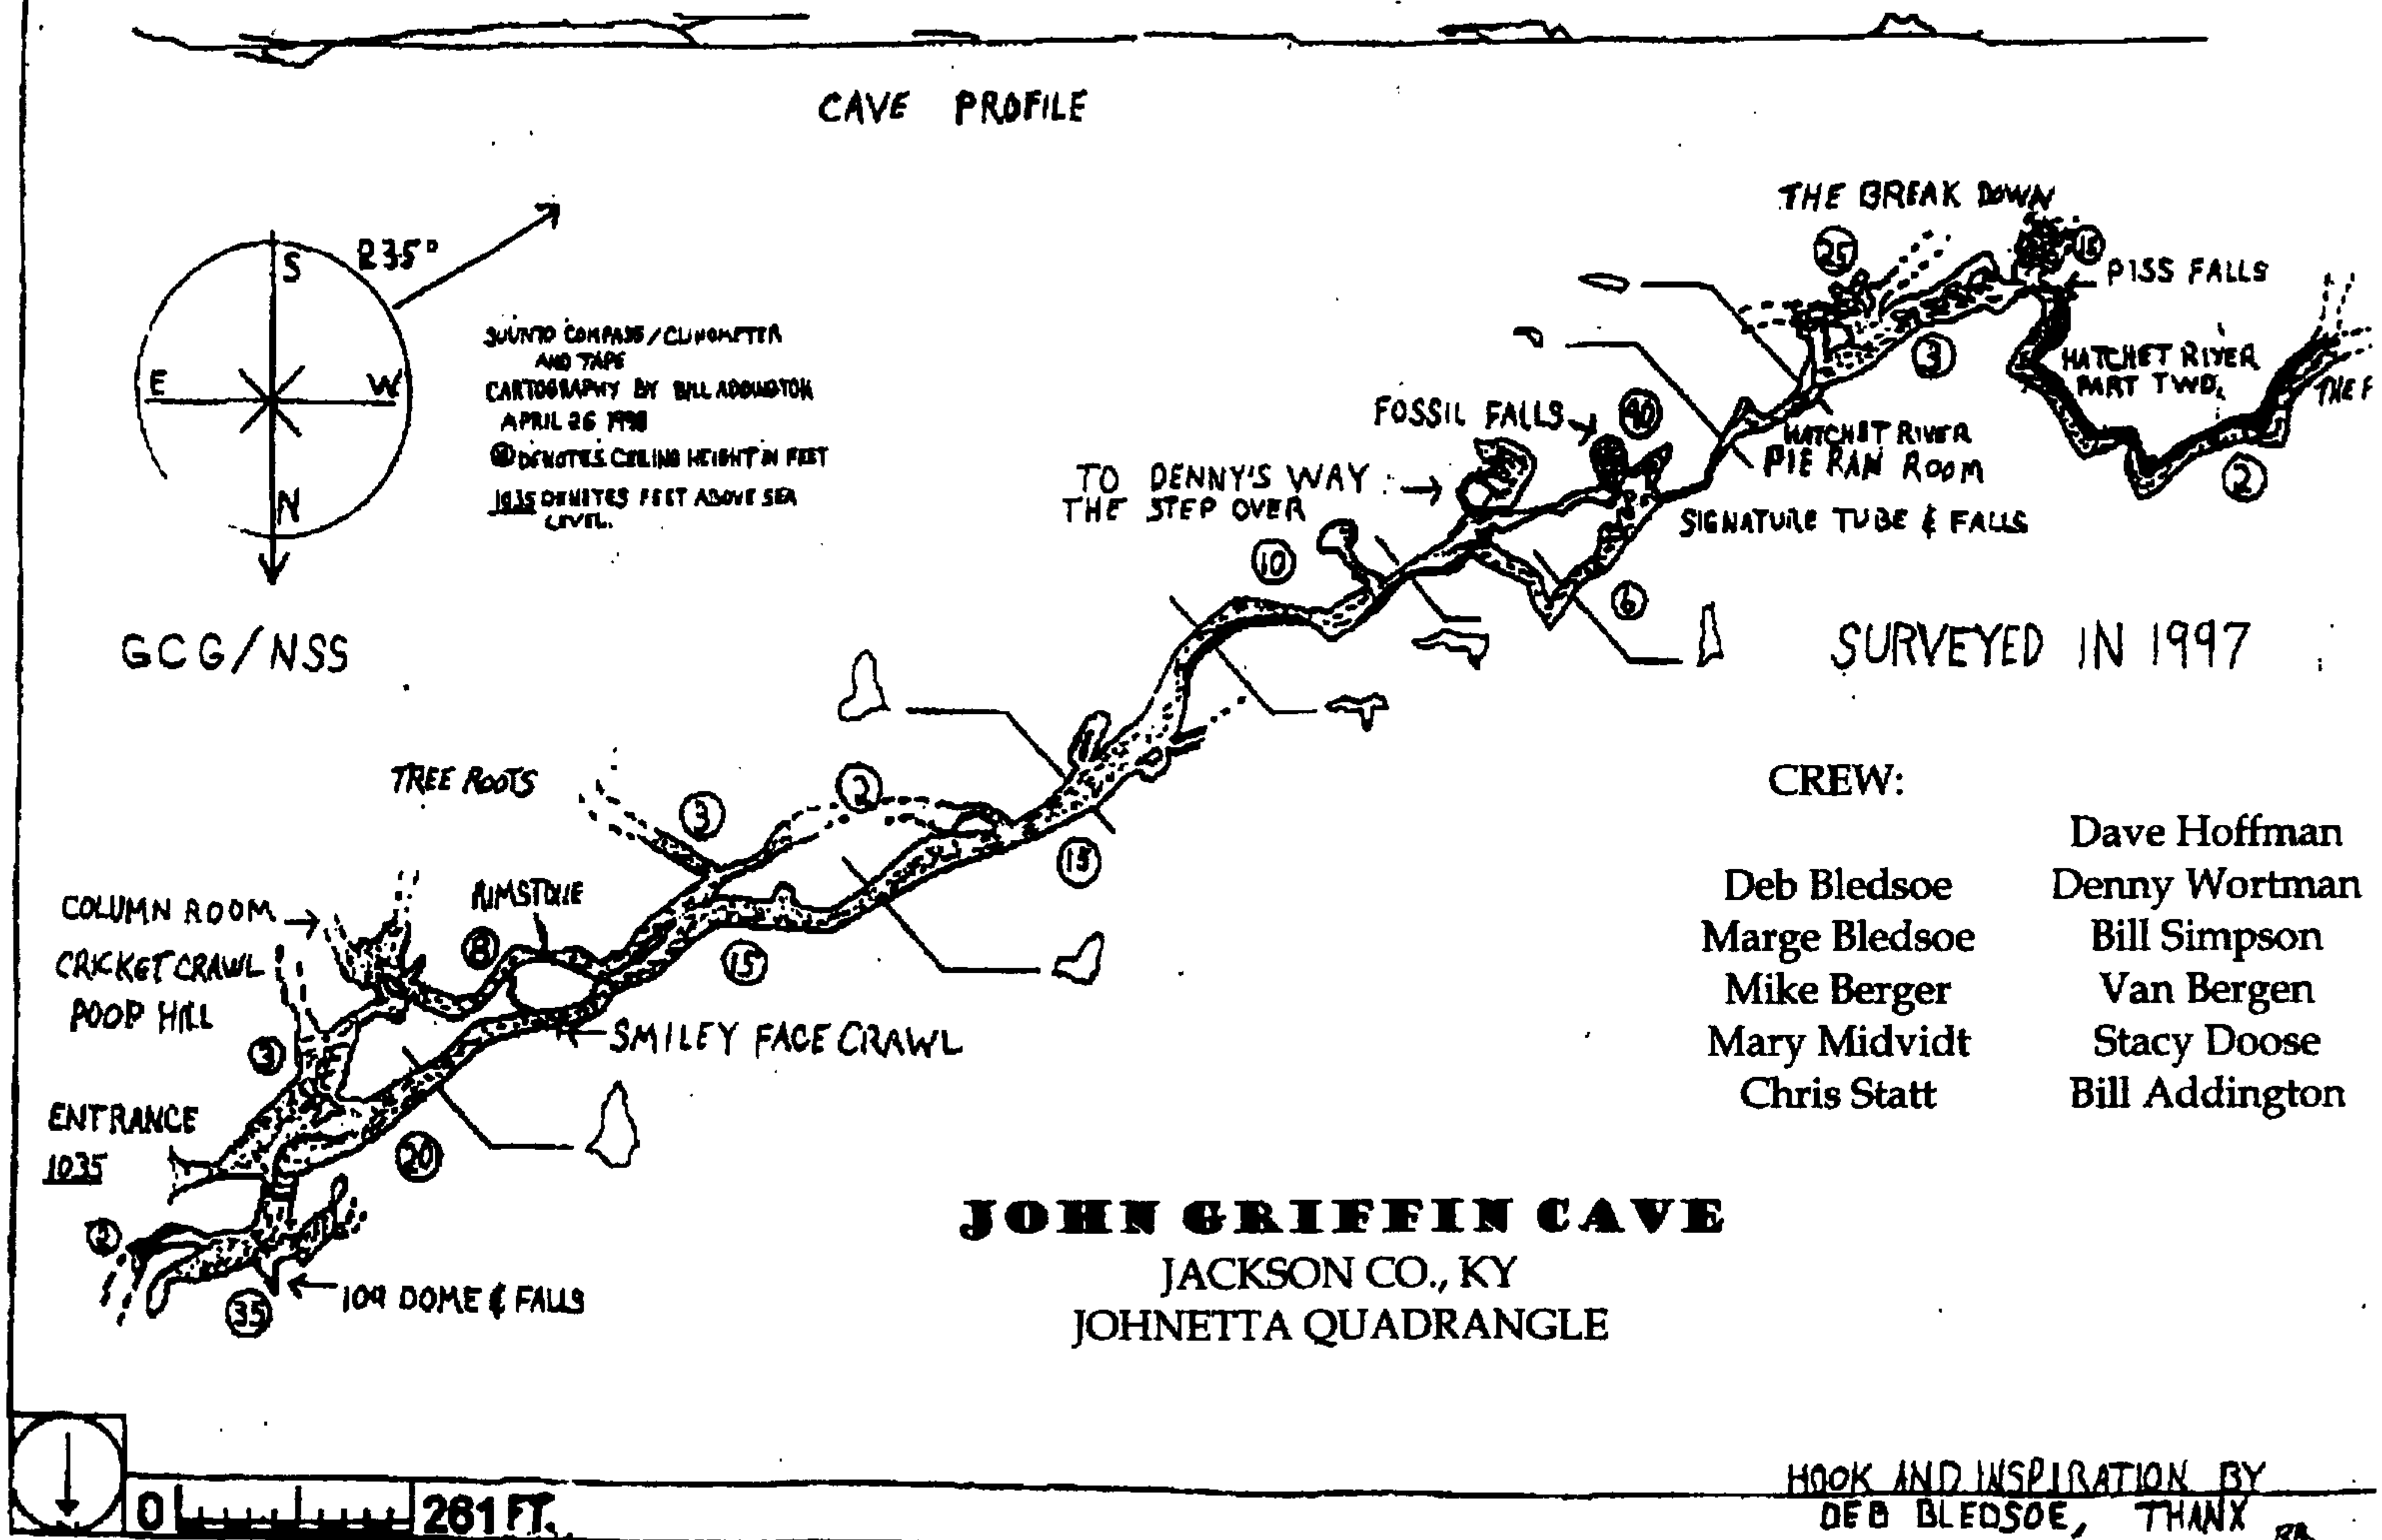 CAVE PROFILE
S
E
W
N
235°
SUUNTO COMPASS/CLINOMETER
AND TAPE
CARTOGRAPHY BY BILL ADDINGTON
APRIL 26 1998
DENOTES CEILING HEIGHT IN FEET
1035 DENOTES FEET ABOVE SEA
LEVEL.
GCG/NSS
THE BREAK DOWN
25
PISS FALLS
3
HATCHET RIVER
PART TWO.
THE F
2
FOSSIL FALLS
40
HATCHET RIVER
PIE RAN ROOM
TO DENNY'S WAY
THE STEP OVER
SIGNATURE TUBE & FALLS
10
6
SURVEYED IN 1997
TREE ROOTS
3
2
15
COLUMN ROOM
RIMSTONE
8
CRICKET CRAWL
POOP HILL
15
SMILEY FACE CRAWL
3
ENTRANCE
1035
20
2
35
109 DOME & FALLS
CREW:
Dave Hoffman
Deb Bledsoe Denny Wortman
Marge Bledsoe Bill Simpson
Mike Berger Van Bergen
Mary Midvidt Stacy Doose
Chris Statt Bill Addington
JOHN GRIFFIN CAVE
JACKSON CO., KY
JOHNETTA QUADRANGLE
0 261 FT.
HOOK AND INSPIRATION BY
DEB BLEDSOE, THANX